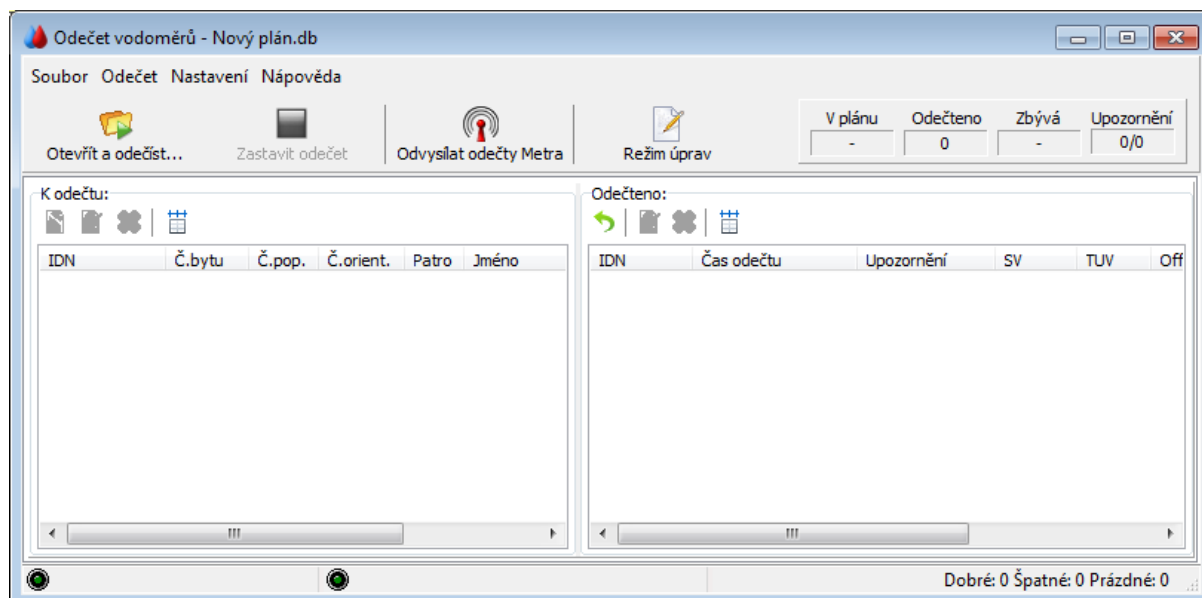 Odečet vodoměrů - Nový plán.db
Soubor Odečet Nastavení Nápověda
Otevřít a odečíst...
Zastavit odečet
Odvysílat odečty Metra
Režim úprav
V plánu Odečteno Zbývá Upozornění
- 0 - 0/0
K odečtu:
IDN Č.bytu Č.pop. Č.orient. Patro Jméno
Odečteno:
IDN Čas odečtu Upozornění SV TUV Off
Dobré: 0 Špatné: 0 Prázdné: 0